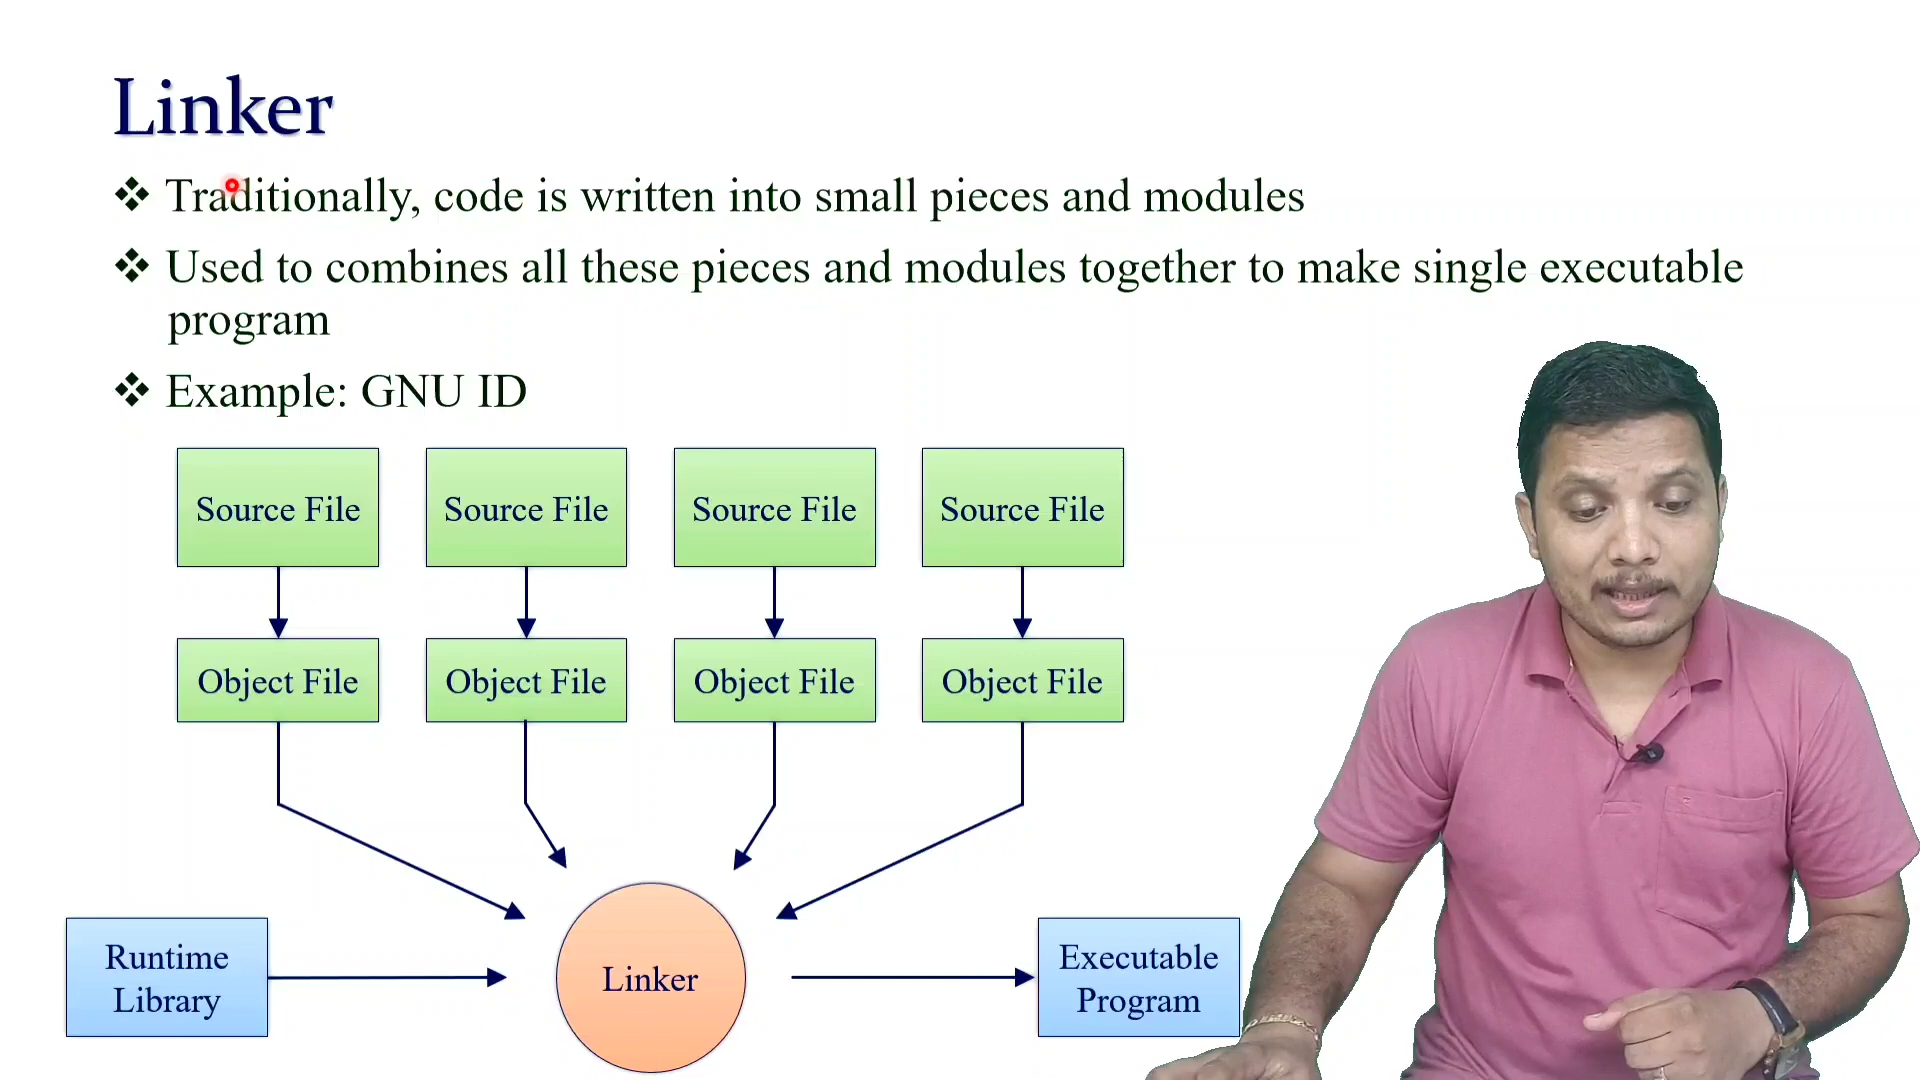 Linker
❖ Traditionally, code is written into small pieces and modules
❖ Used to combines all these pieces and modules together to make single executable
program
❖ Example: GNU ID
Source File Source File Source File Source File
Object File Object File Object File Object File
Runtime
Library
Linker
Executable
Program